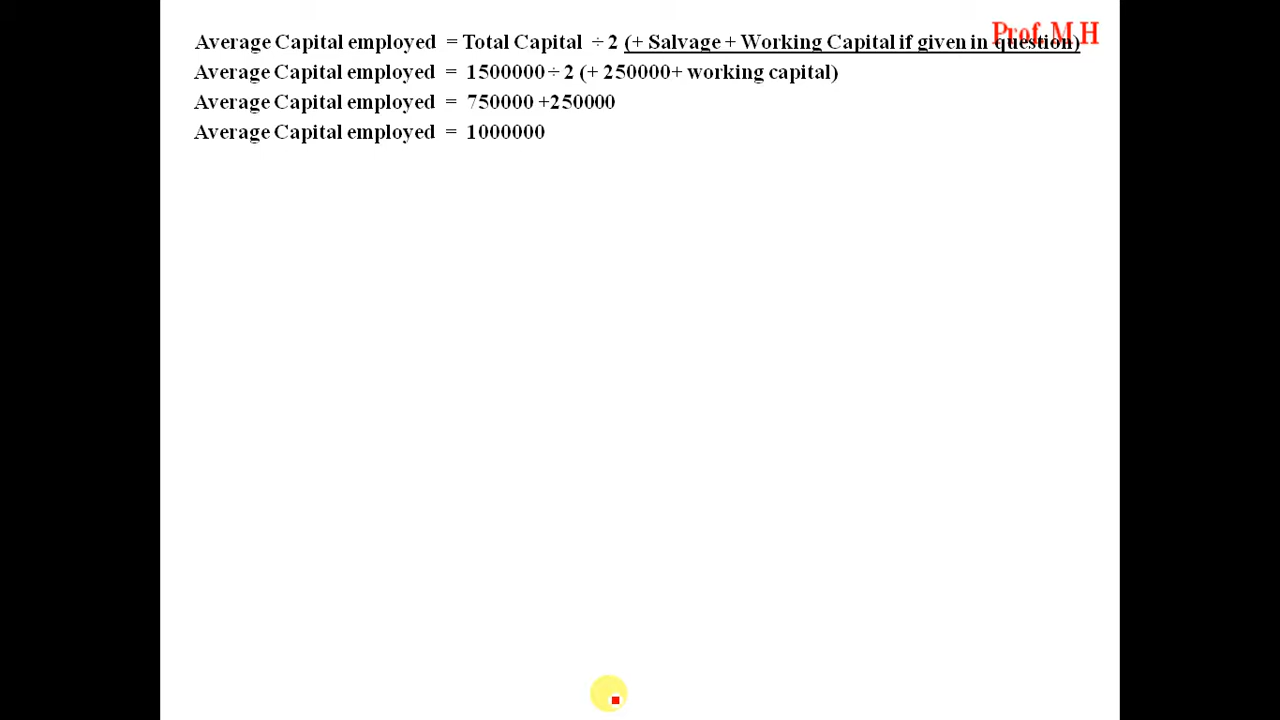 Prof. M.H
Average Capital employed = Total Capital ÷ 2 (+ Salvage + Working Capital if given in question)
Average Capital employed = 1500000÷ 2 (+ 250000+ working capital)
Average Capital employed = 750000 +250000
Average Capital employed = 1000000